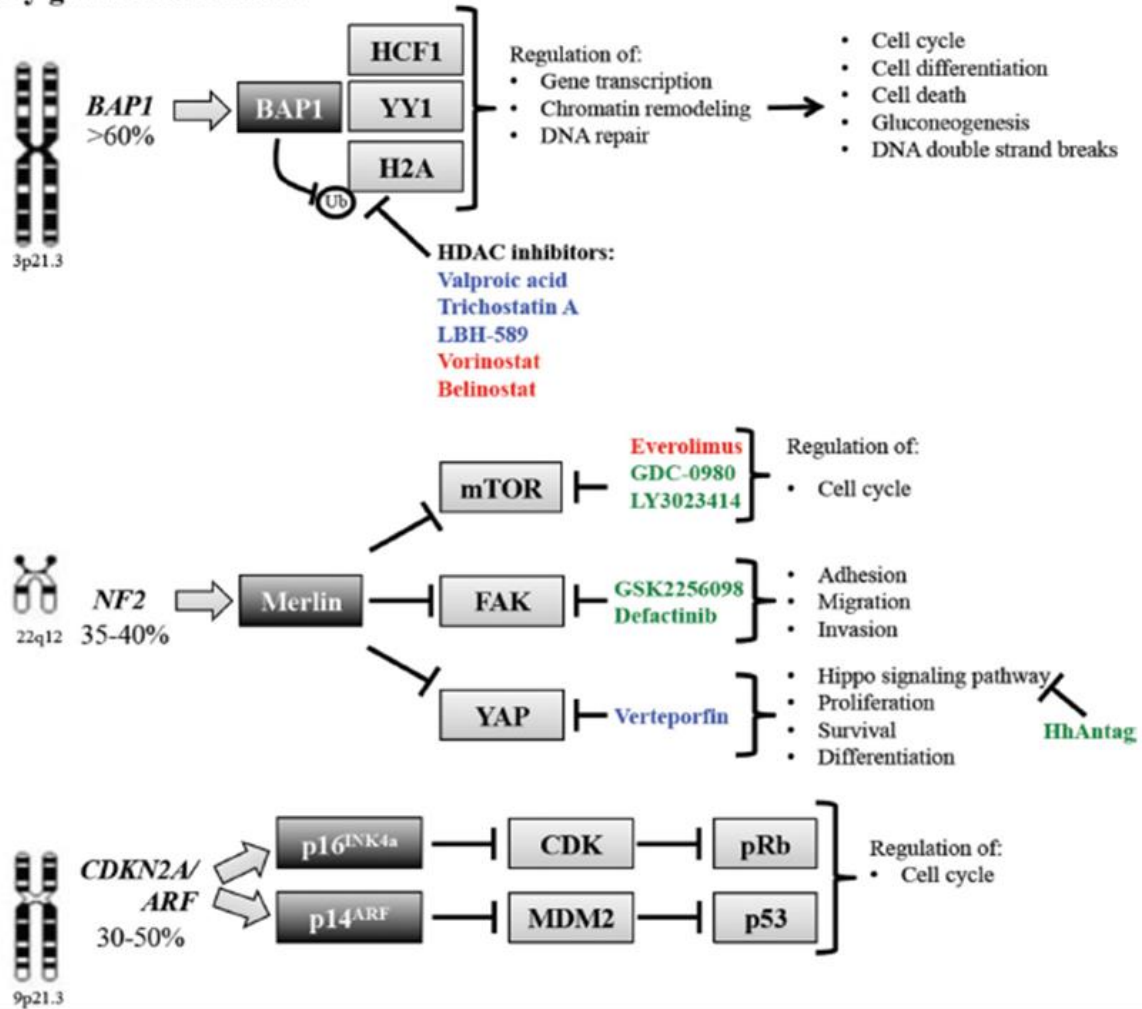 HCF1
BAP1
>60%
BAP1
YY1
H2A
Ub
3p21.3
Regulation of:
• Gene transcription
• Chromatin remodeling
• DNA repair
• Cell cycle
• Cell differentiation
• Cell death
• Gluconeogenesis
• DNA double strand breaks
HDAC inhibitors:
Valproic acid
Trichostatin A
LBH-589
Vorinostat
Belinostat
22q12
NF2
35-40%
Merlin
mTOR
Everolimus
GDC-0980
LY3023414
Regulation of:
• Cell cycle
FAK
GSK2256098
Defactinib
• Adhesion
• Migration
• Invasion
YAP
Verteporfin
• Hippo signaling pathway
• Proliferation
• Survival
• Differentiation
HhAntag
9p21.3
CDKN2A/
ARF
30-50%
p16INK4a
CDK
pRb
p14ARF
MDM2
p53
Regulation of:
• Cell cycle